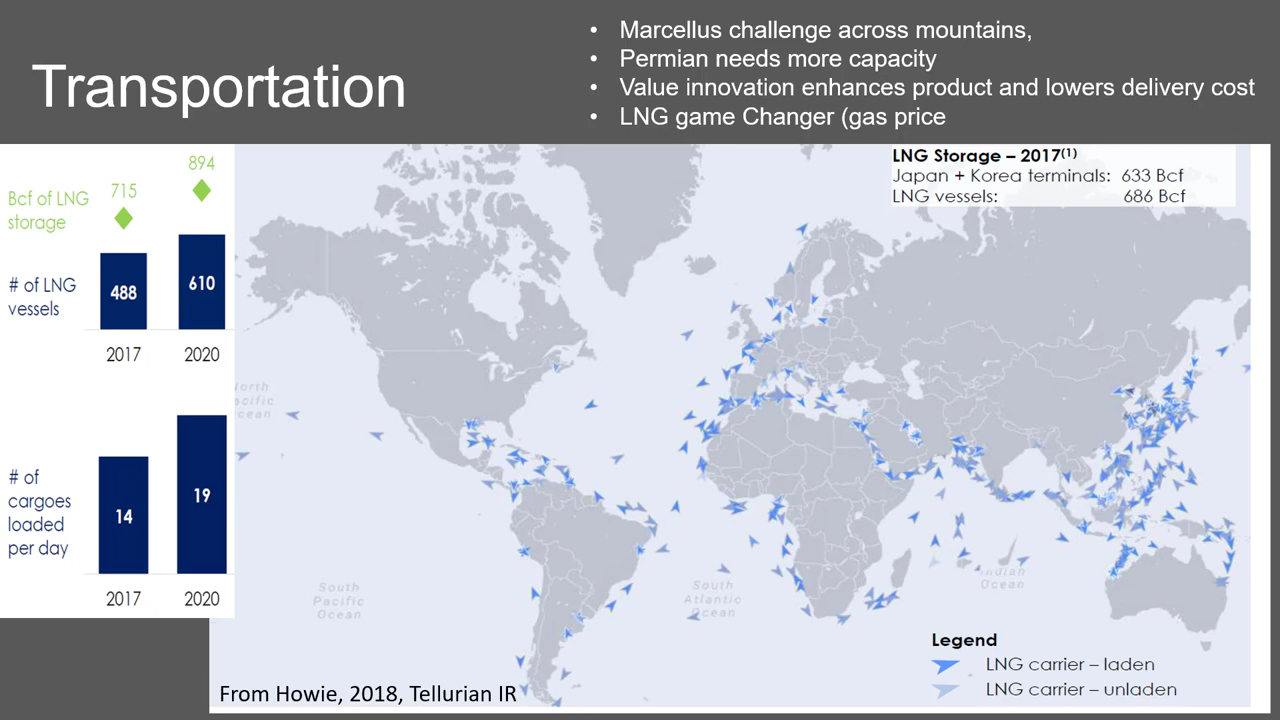 Transportation
• Marcellus challenge across mountains,
• Permian needs more capacity
• Value innovation enhances product and lowers delivery cost
• LNG game Changer (gas price
894
Bcf of LNG 715
storage
# of LNG
vessels
488
610
2017
2020
# of
cargoes
loaded
per day
14
19
2017
2020
LNG Storage – 2017(1)
Japan + Korea terminals: 633 Bcf
LNG vessels: 686 Bcf
South
Pacific
Ocean
South
Atlantic
Ocean
Indian
Ocean
Legend
LNG carrier – laden
LNG carrier – unladen
From Howie, 2018, Tellurian IR